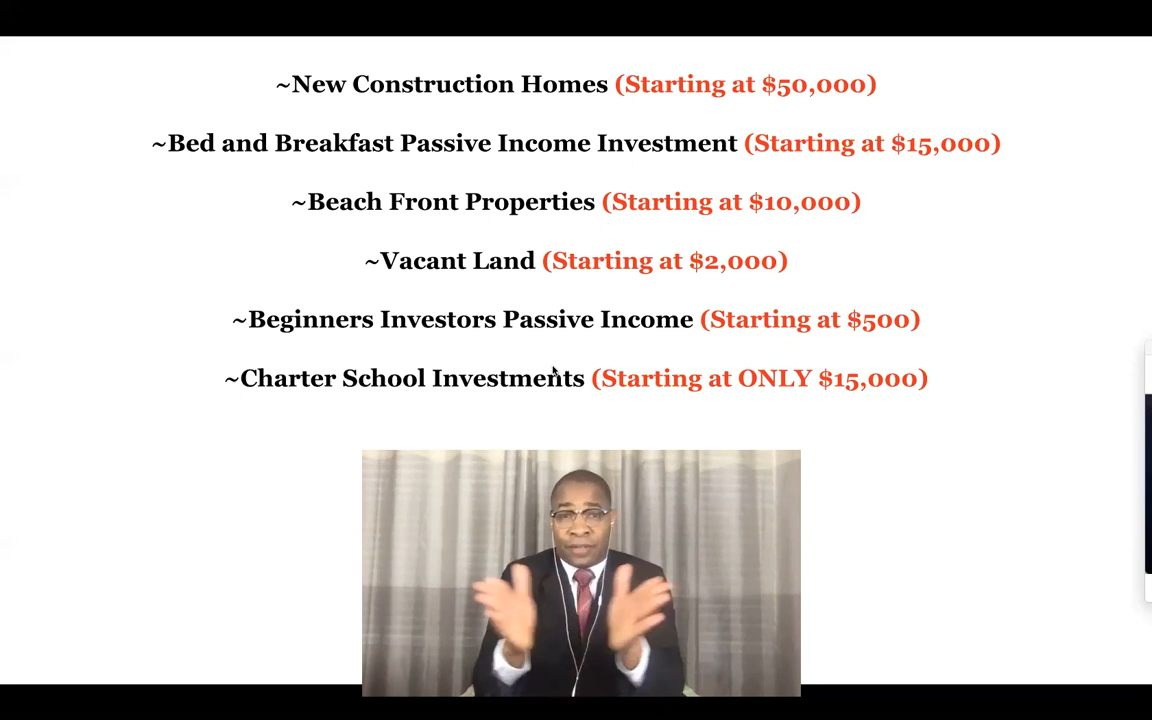 ~New Construction Homes (Starting at $50,000)
~Bed and Breakfast Passive Income Investment (Starting at $15,000)
~Beach Front Properties (Starting at $10,000)
~Vacant Land (Starting at $2,000)
~Beginners Investors Passive Income (Starting at $500)
~Charter School Investments (Starting at ONLY $15,000)